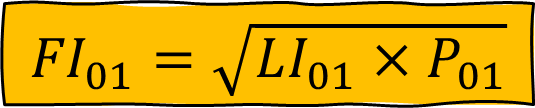 FI₀₁ = √(LI₀₁ × P₀₁)